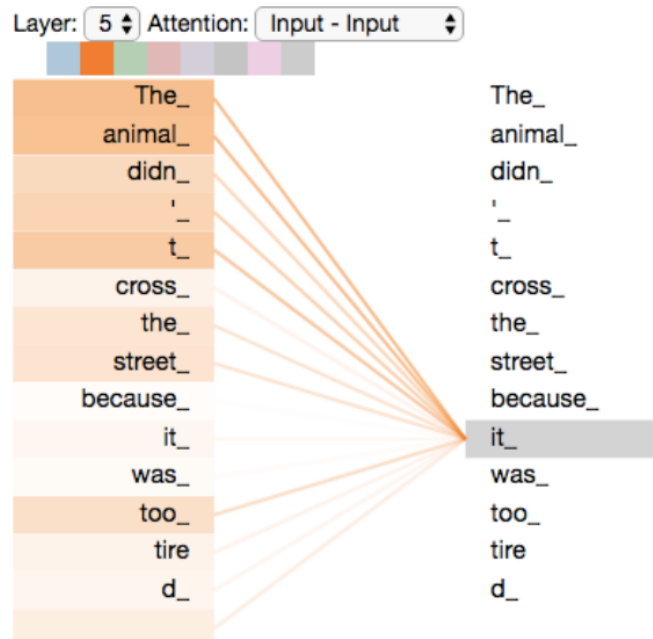 Layer: 5 Attention: Input - Input
The_ The_
animal_ animal_
didn_ didn_
'_ '_
t_ t_
cross_ cross_
the_ the_
street_ street_
because_ because_
it_ it_
was_ was_
too_ too_
tire tire
d_ d_